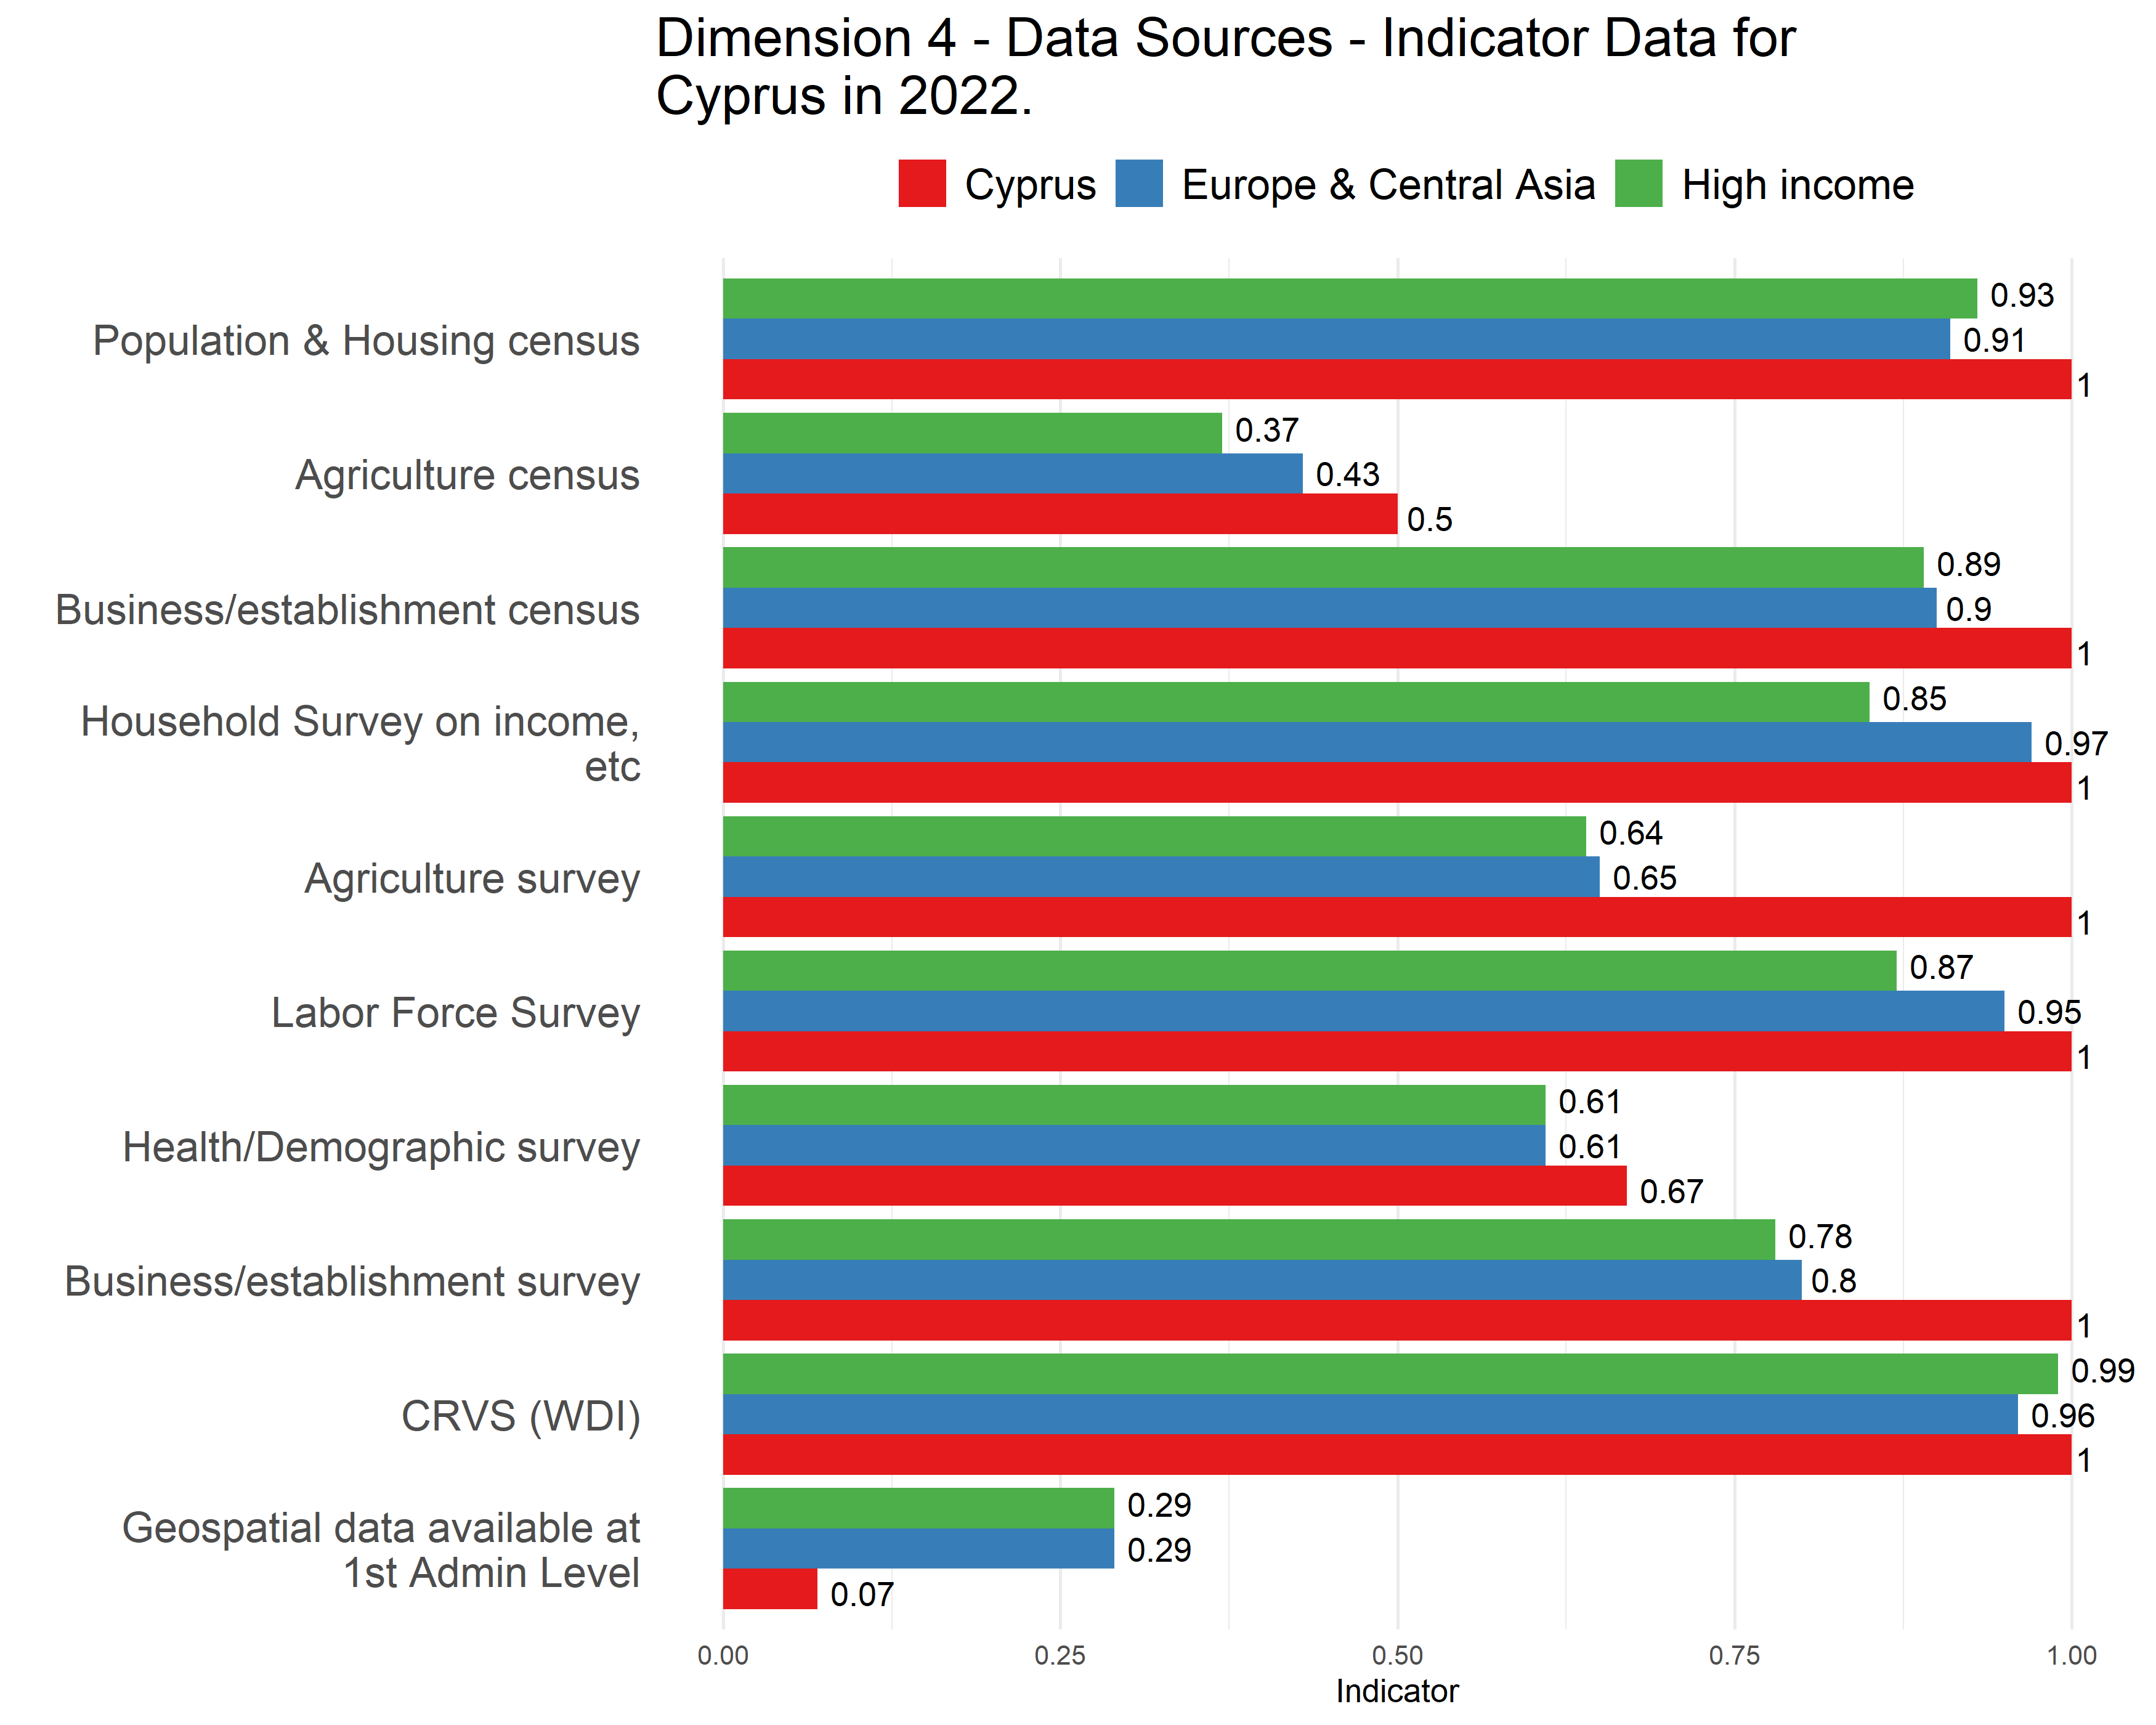 Dimension 4 - Data Sources - Indicator Data for
Cyprus in 2022.
Cyprus
Europe & Central Asia
High income
Population & Housing census
0.93
0.91
1
Agriculture census
0.37
0.43
0.5
Business/establishment census
0.89
0.9
1
Household Survey on income,
etc
0.85
0.97
1
Agriculture survey
0.64
0.65
1
Labor Force Survey
0.87
0.95
1
Health/Demographic survey
0.61
0.61
0.67
Business/establishment survey
0.78
0.8
1
CRVS (WDI)
0.99
0.96
1
Geospatial data available at
1st Admin Level
0.29
0.29
0.07
0.00
0.25
0.50
0.75
1.00
Indicator